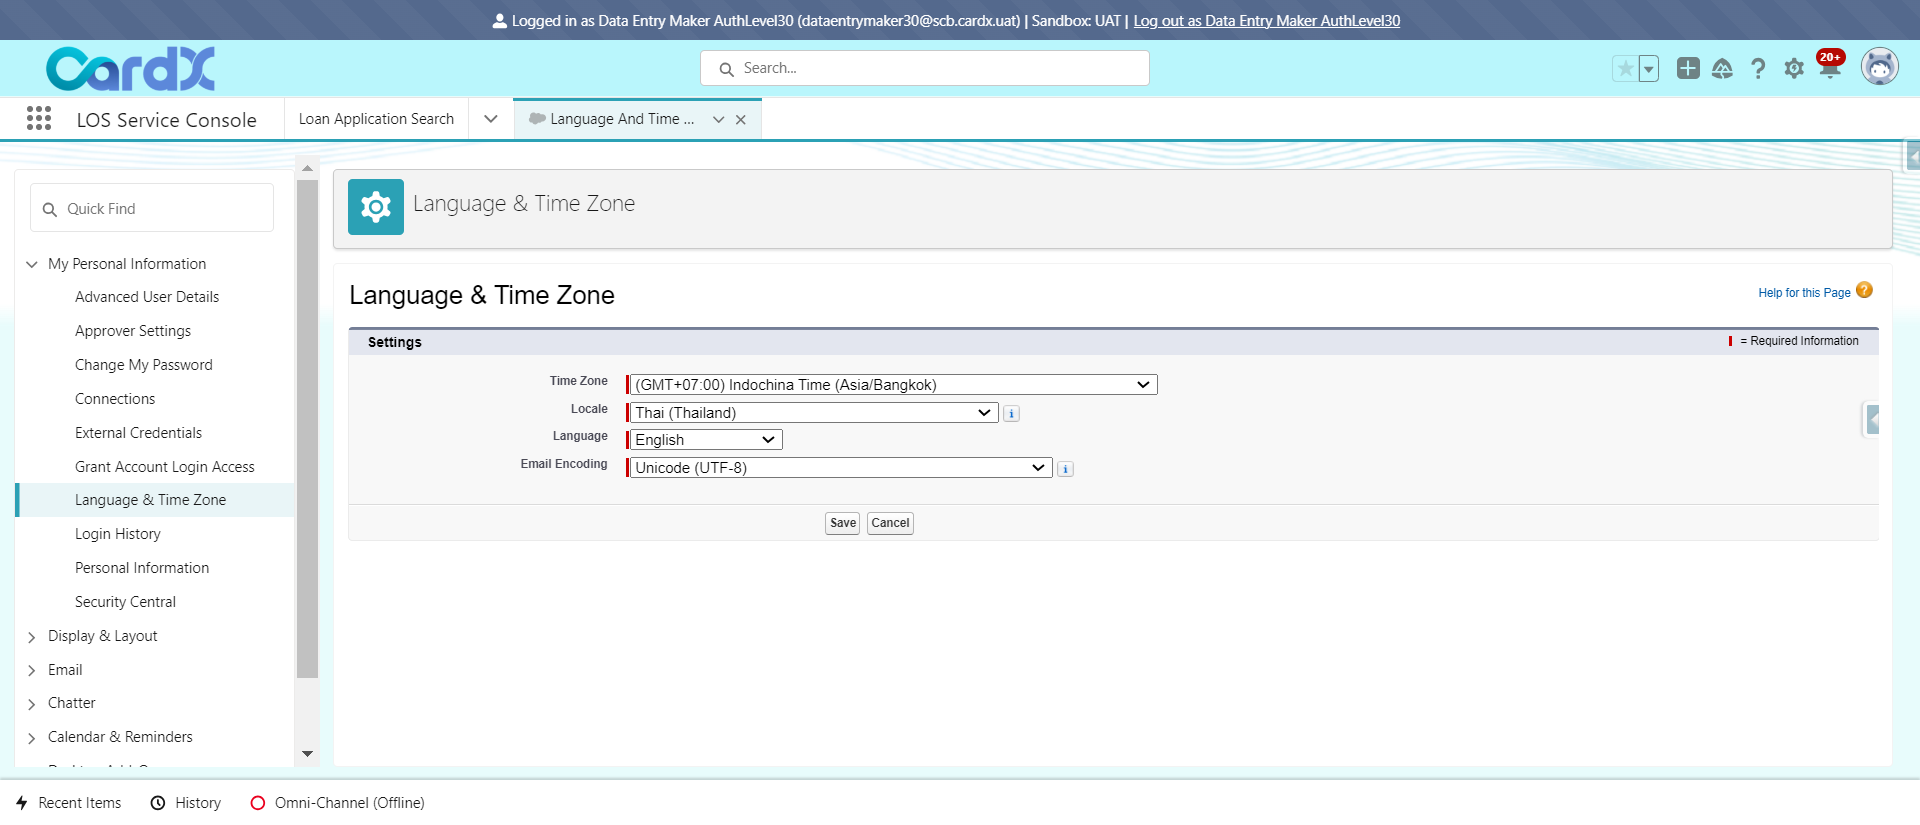 Logged in as Data Entry Maker AuthLevel30 (dataentrymaker30@scb.cardx.uat) | Sandbox: UAT | Log out as Data Entry Maker AuthLevel30
CardX
Search...
20+
LOS Service Console
Loan Application Search
Language And Time ...
Quick Find
My Personal Information
Advanced User Details
Approver Settings
Change My Password
Connections
External Credentials
Grant Account Login Access
Language & Time Zone
Login History
Personal Information
Security Central
Display & Layout
Email
Chatter
Calendar & Reminders
Language & Time Zone
Language & Time Zone
Help for this Page
Settings
= Required Information
Time Zone (GMT+07:00) Indochina Time (Asia/Bangkok)
Locale Thai (Thailand)
Language English
Email Encoding Unicode (UTF-8)
Save Cancel
Recent Items
History
Omni-Channel (Offline)